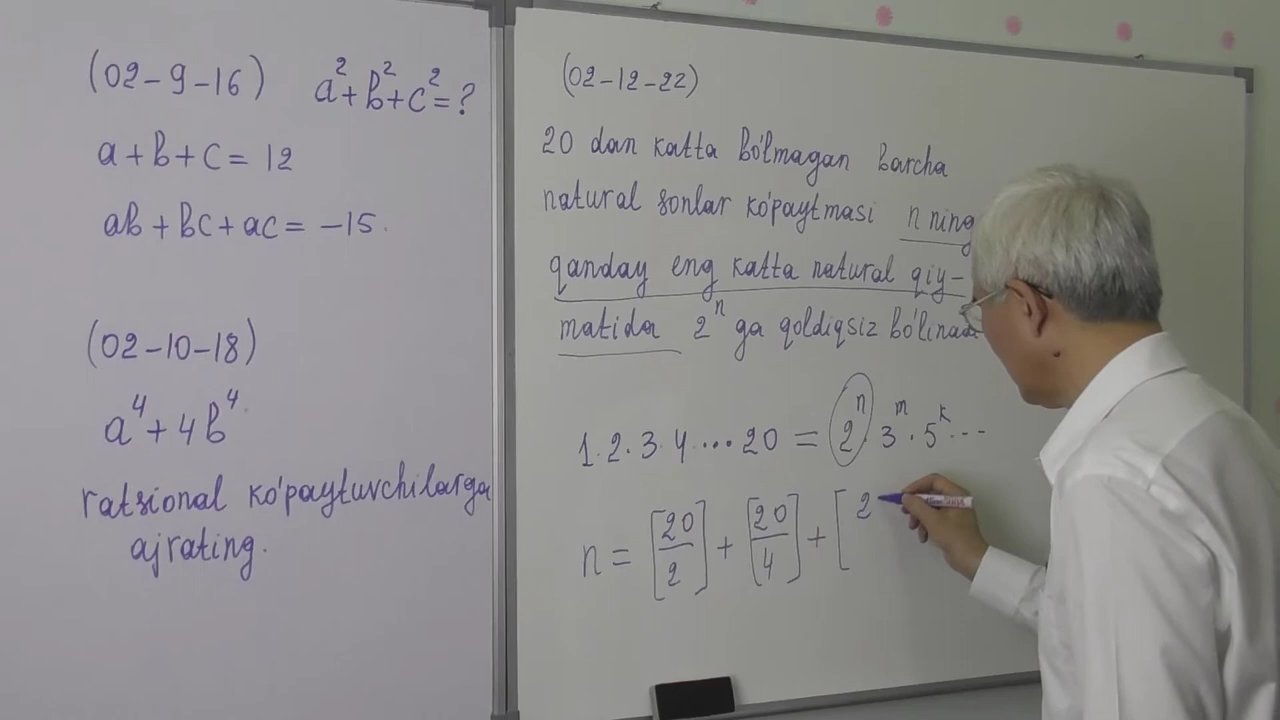 (02-9-16) a²+b²+c²=?
a+b+c=12
ab+bc+ac=-15.
(02-10-18)
a⁴+4b⁴.
ratsional ko'paytuvchilarga
ajrating.
(02-12-22)
20 dan katta bo'lmagan barcha
natural sonlar ko'paytmasi n ning
qanday eng katta natural qiy-
matida 2ⁿ ga qoldiqsiz
1·2·3·4···20=2ⁿ·3ᵐ·5ᵏ---
n=[20/2]+[20/4]+[2